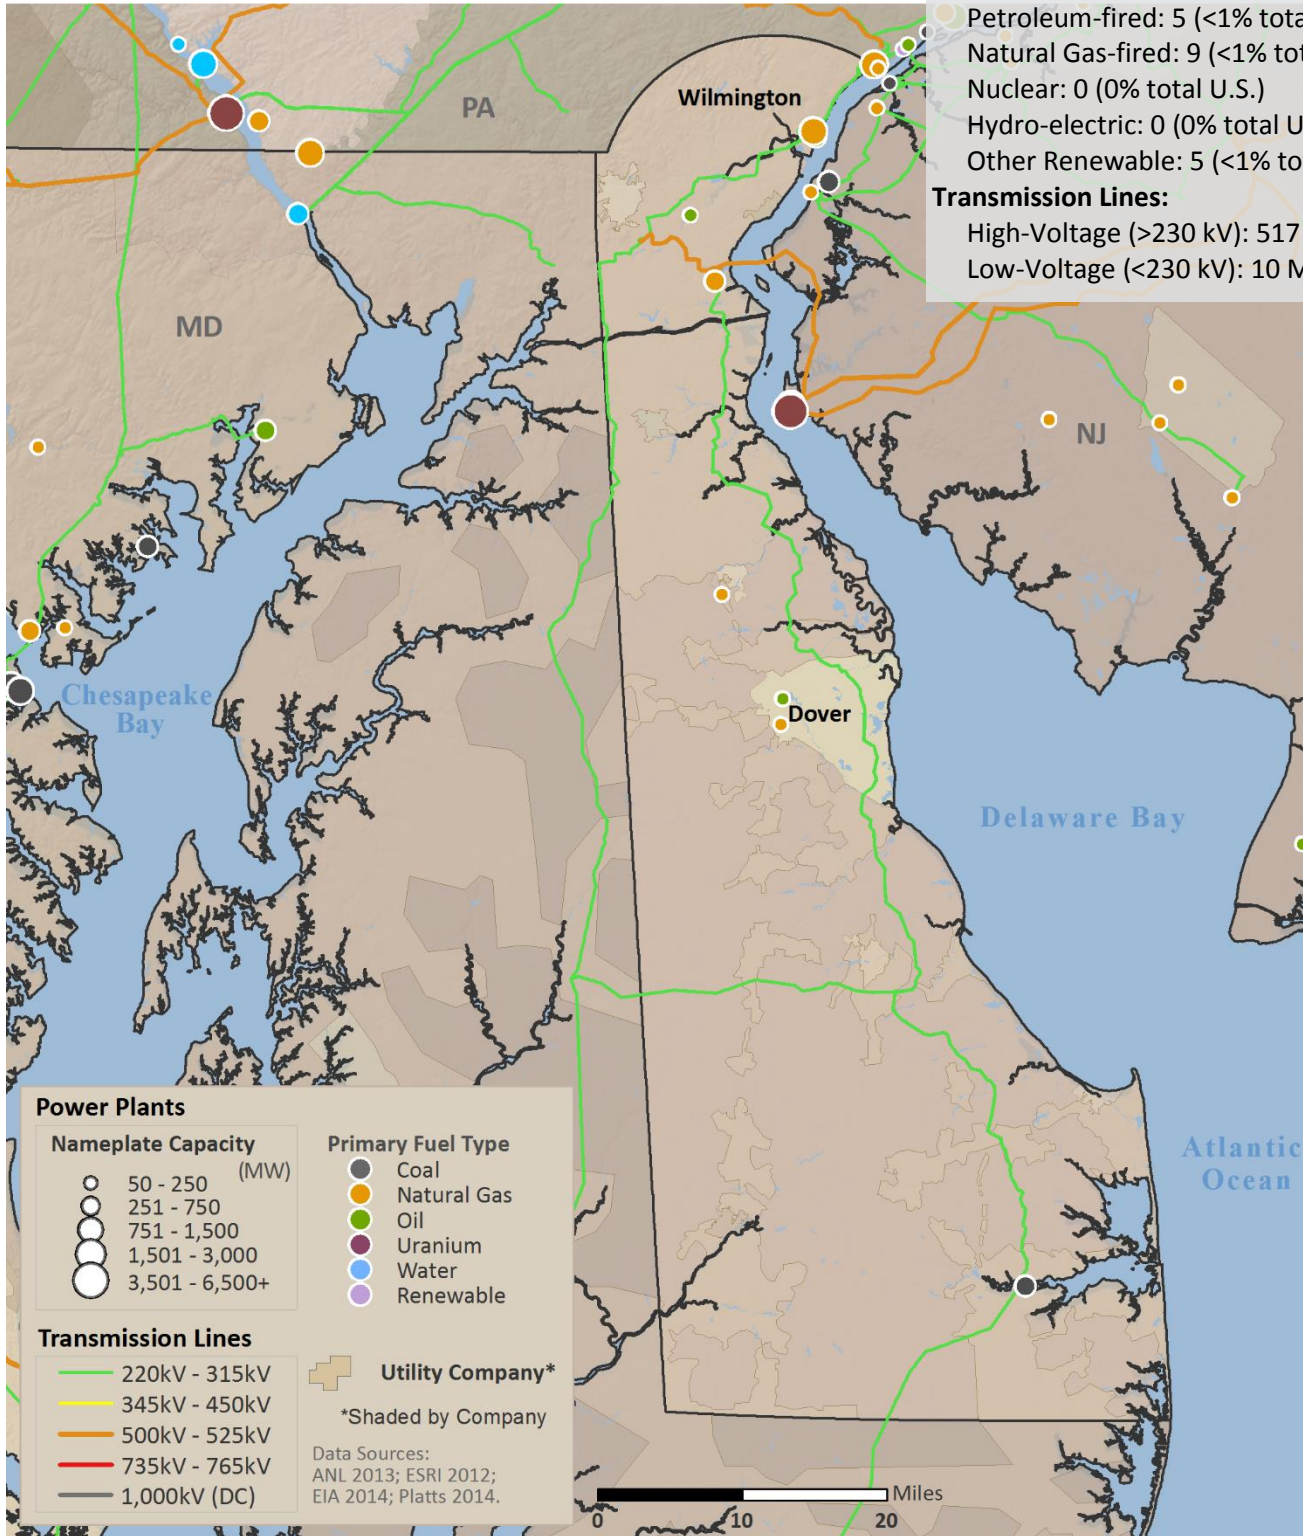 Petroleum-fired: 5 (<1% tota
Natural Gas-fired: 9 (<1% tot
Nuclear: 0 (0% total U.S.)
Hydro-electric: 0 (0% total U
Other Renewable: 5 (<1% to
Transmission Lines:
High-Voltage (>230 kV): 517
Low-Voltage (<230 kV): 10 M
Wilmington
PA
MD
NJ
Chesapeake
Bay
Dover
Delaware Bay
Atlantic
Ocean
Power Plants
Nameplate Capacity
(MW)
50 - 250
251 - 750
751 - 1,500
1,501 - 3,000
3,501 - 6,500+
Primary Fuel Type
Coal
Natural Gas
Oil
Uranium
Water
Renewable
Transmission Lines
220kV - 315kV
345kV - 450kV
500kV - 525kV
735kV - 765kV
1,000kV (DC)
Utility Company*
*Shaded by Company
Data Sources:
ANL 2013; ESRI 2012;
EIA 2014; Platts 2014.
Miles
0 10 20